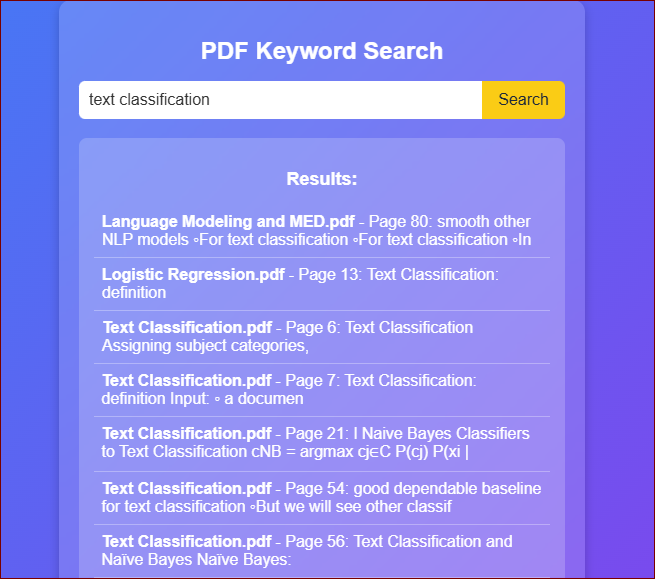 PDF Keyword Search
text classification
Search
Results:
Language Modeling and MED.pdf - Page 80: smooth other
NLP models ◦For text classification ◦For text classification ◦In
Logistic Regression.pdf - Page 13: Text Classification:
definition
Text Classification.pdf - Page 6: Text Classification
Assigning subject categories,
Text Classification.pdf - Page 7: Text Classification:
definition Input: ◦ a documen
Text Classification.pdf - Page 21: l Naive Bayes Classifiers
to Text Classification cNB = argmax cj∈C P(cj) P(xi |
Text Classification.pdf - Page 54: good dependable baseline
for text classification ◦But we will see other classif
Text Classification.pdf - Page 56: Text Classification and
Naïve Bayes Naïve Bayes: